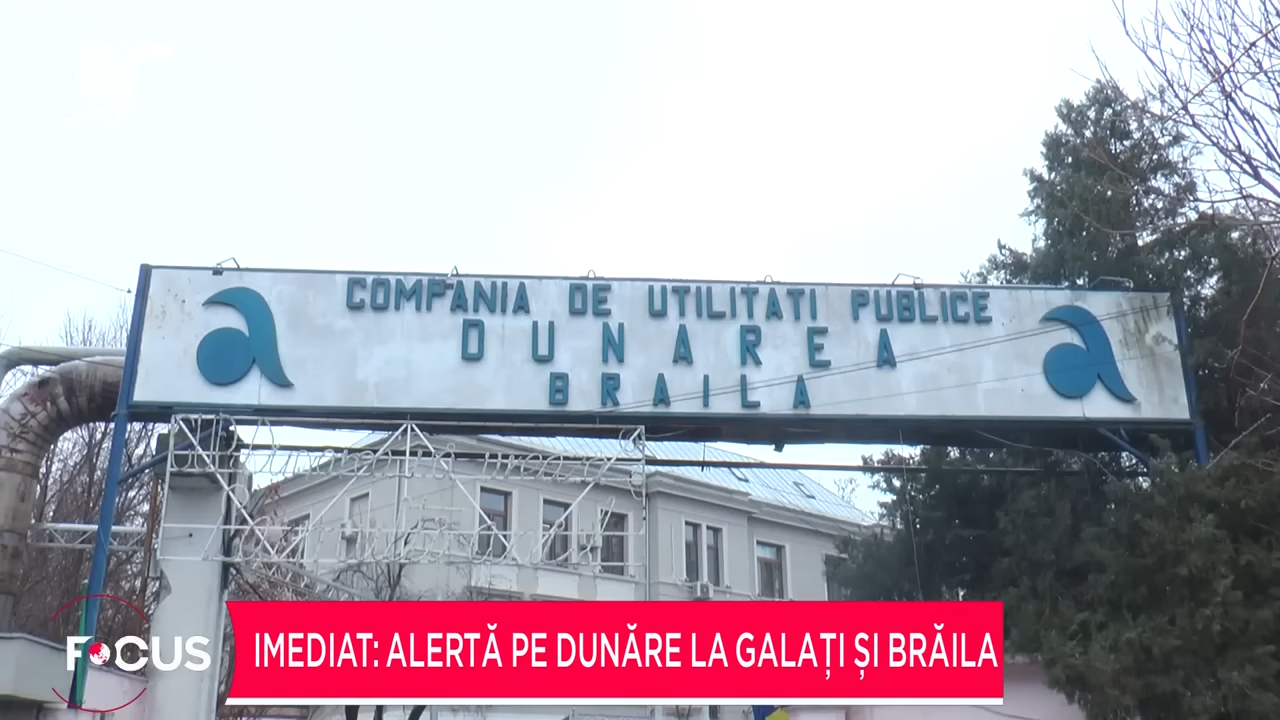 COMPANIA DE UTILITATI PUBLICE
DUNAREA
BRAILA
FOCUS
IMEDIAT: ALERTĂ PE DUNĂRE LA GALAȚI ȘI BRĂILA